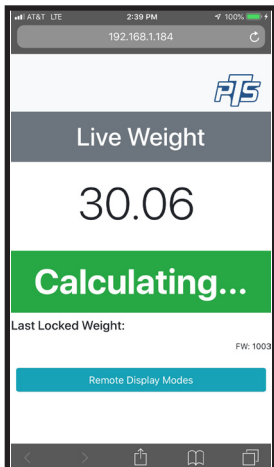 AT&T LTE 2:39 PM 100%
192.168.1.184
PTS
Live Weight
30.06
Calculating...
Last Locked Weight:
FW: 1003
Remote Display Modes